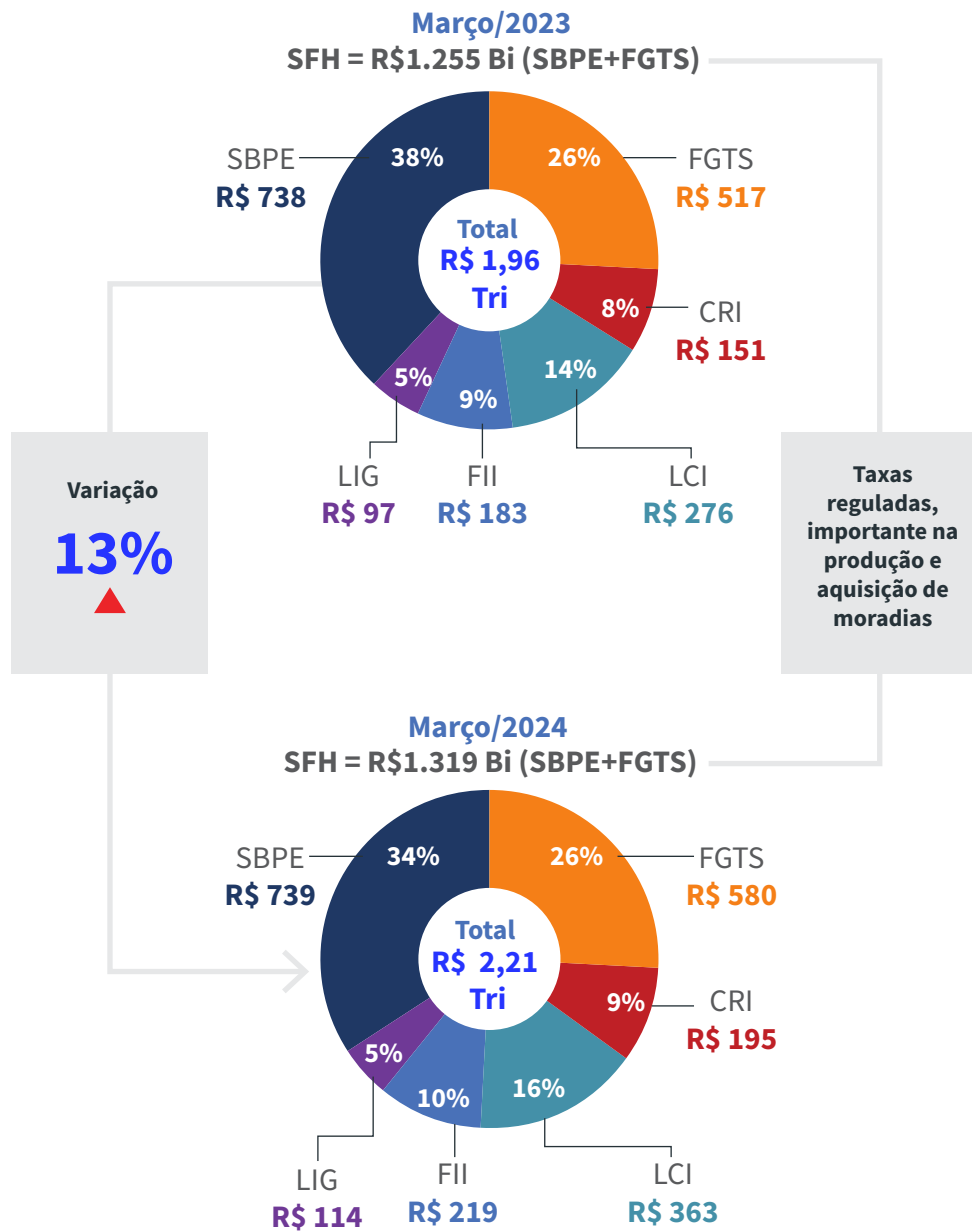 Março/2023
SFH = R$1.255 Bi (SBPE+FGTS)
SBPE
R$ 738
38%
26%
FGTS
R$ 517
Total
R$ 1,96
Tri
8%
CRI
R$ 151
14%
LCI
R$ 276
9%
FII
R$ 183
5%
LIG
R$ 97
Variação
13%
Taxas
reguladas,
importante na
produção e
aquisição de
moradias
Março/2024
SFH = R$1.319 Bi (SBPE+FGTS)
SBPE
R$ 739
34%
26%
FGTS
R$ 580
Total
R$ 2,21
Tri
9%
CRI
R$ 195
16%
LCI
R$ 363
10%
FII
R$ 219
5%
LIG
R$ 114